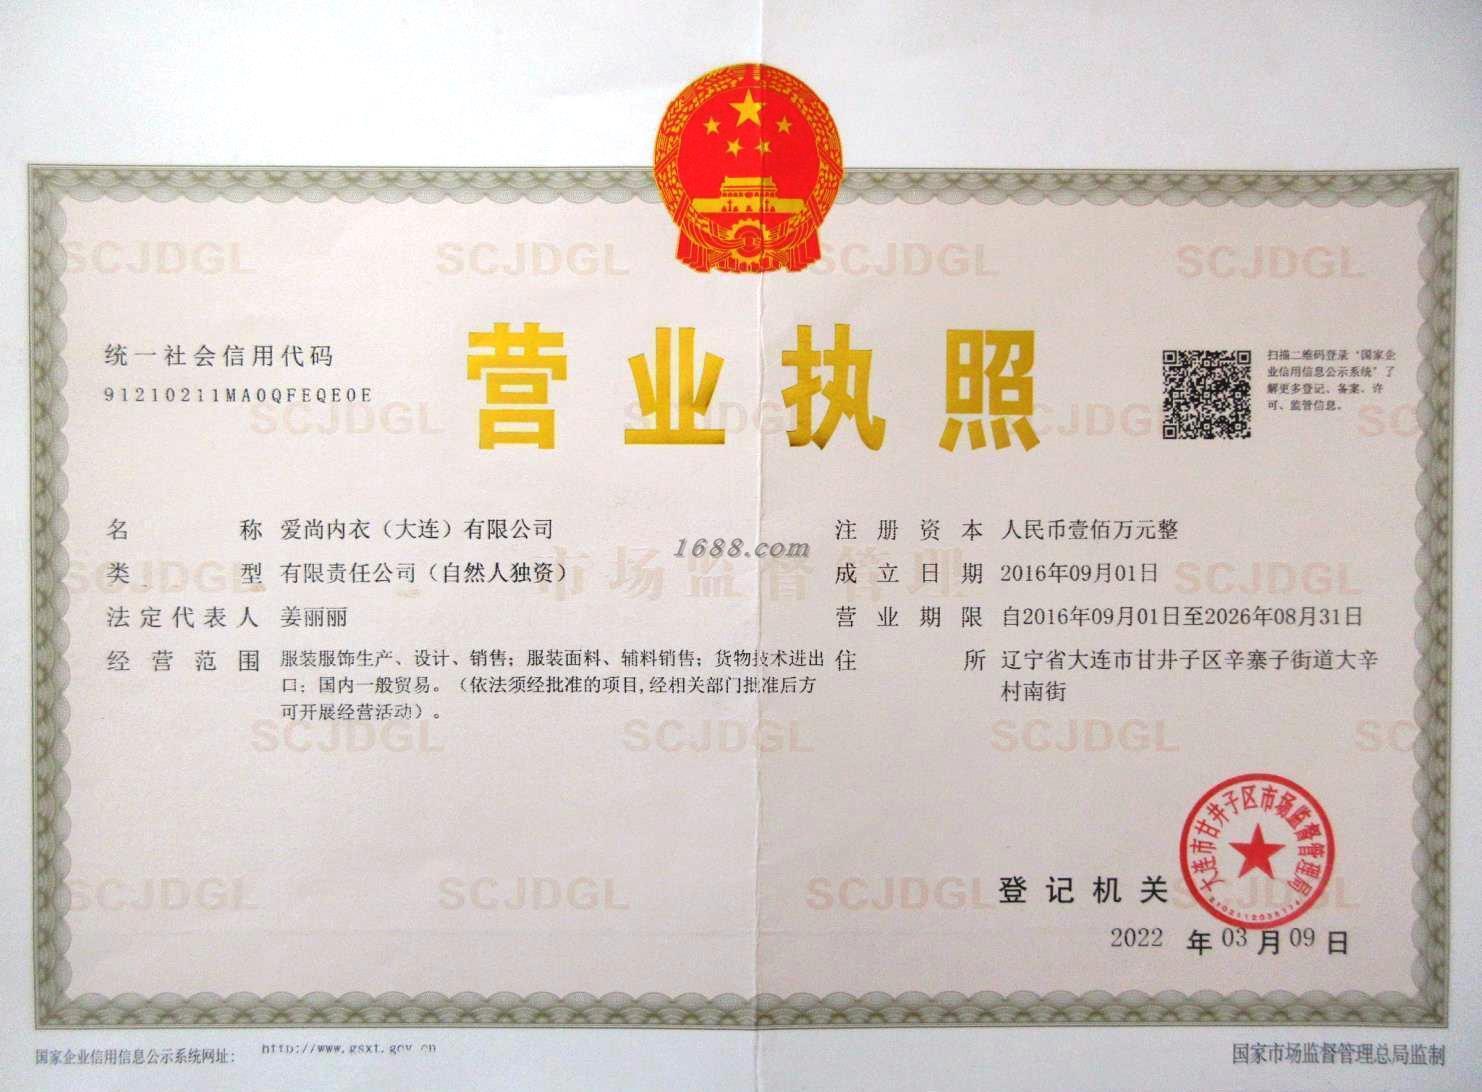 营业执照
统一社会信用代码
91210211MA0QFEQE0E
扫描二维码登录“国家企
业信用信息公示系统”了
解更多登记、备案、许
可、监管信息。
名称 爱尚内衣（大连）有限公司
类型 有限责任公司（自然人独资）
法定代表人 姜丽丽
经营范围 服装服饰生产、设计、销售；服装面料、辅料销售；货物技术进出
口；国内一般贸易。（依法须经批准的项目,经相关部门批准后方
可开展经营活动）。
注册资本 人民币壹佰万元整
成立日期 2016年09月01日
营业期限 自2016年09月01日至2026年08月31日
住所 辽宁省大连市甘井子区辛寨子街道大辛
村南街
1688.com
市场监督管理
SCJDGL
登记机关
大连市甘井子区市场监督管理局
2022 年 03 月 09 日
国家企业信用信息公示系统网址： http://www.gsxt.gov.cn
国家市场监督管理总局监制